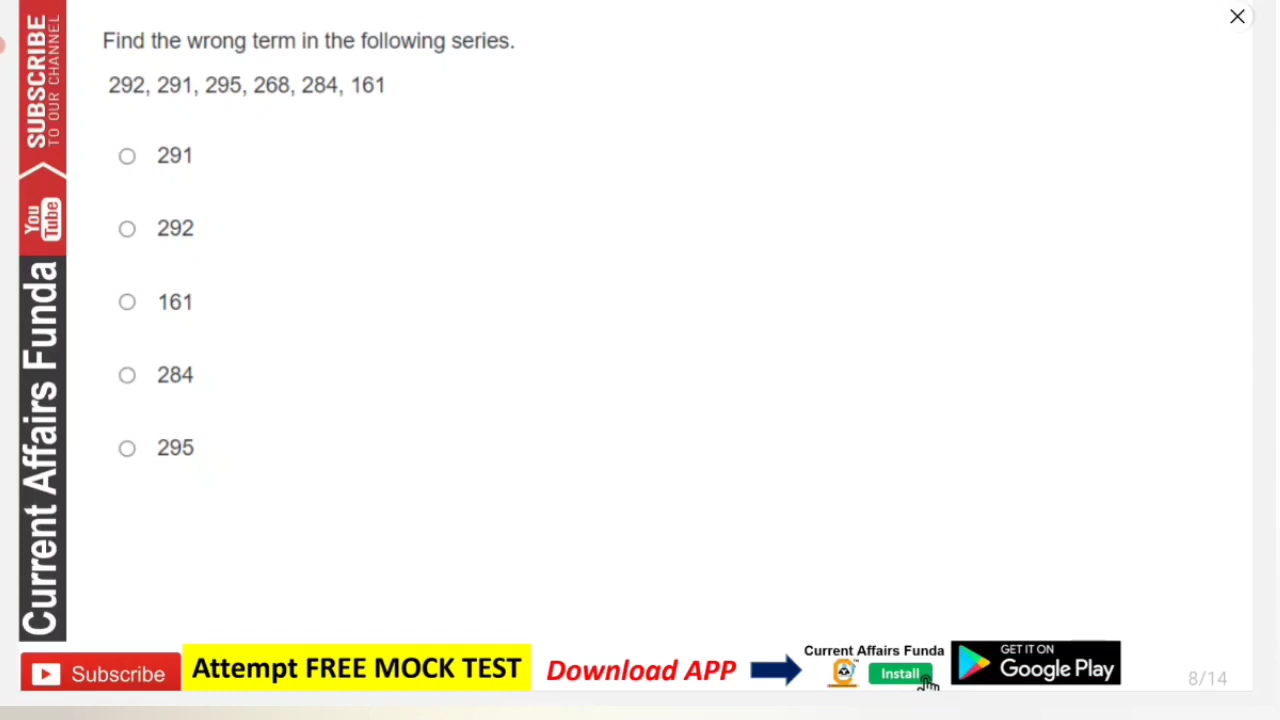 Find the wrong term in the following series.
292, 291, 295, 268, 284, 161
291
292
161
284
295
SUBSCRIBE
TO OUR CHANNEL
You
Tube
Current Affairs Funda
Subscribe
Attempt FREE MOCK TEST
Download APP
Current Affairs Funda
Install
GET IT ON
Google Play
8/14